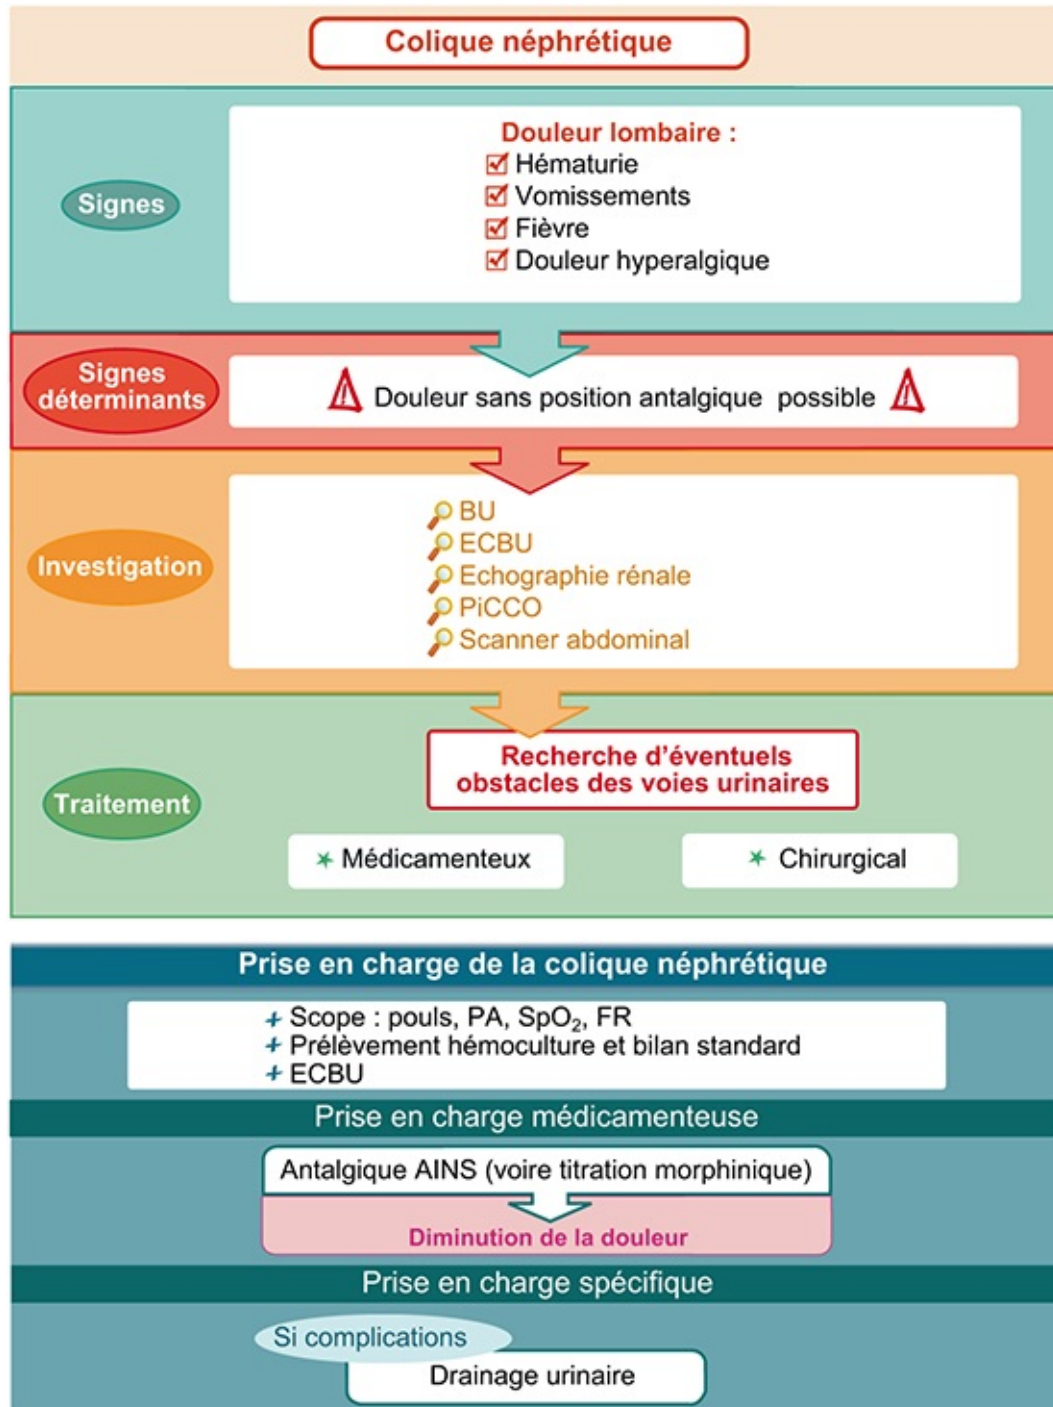 Colique néphrétique
Signes
Douleur lombaire :
Hématurie
Vomissements
Fièvre
Douleur hyperalgique
Signes
déterminants
Douleur sans position antalgique possible
Investigation
BU
ECBU
Echographie rénale
PiCCO
Scanner abdominal
Traitement
Recherche d'éventuels
obstacles des voies urinaires
Médicamenteux
Chirurgical
Prise en charge de la colique néphrétique
Scope : pouls, PA, SpO₂, FR
Prélèvement hémoculture et bilan standard
ECBU
Prise en charge médicamenteuse
Antalgique AINS (voire titration morphinique)
Diminution de la douleur
Prise en charge spécifique
Si complications
Drainage urinaire